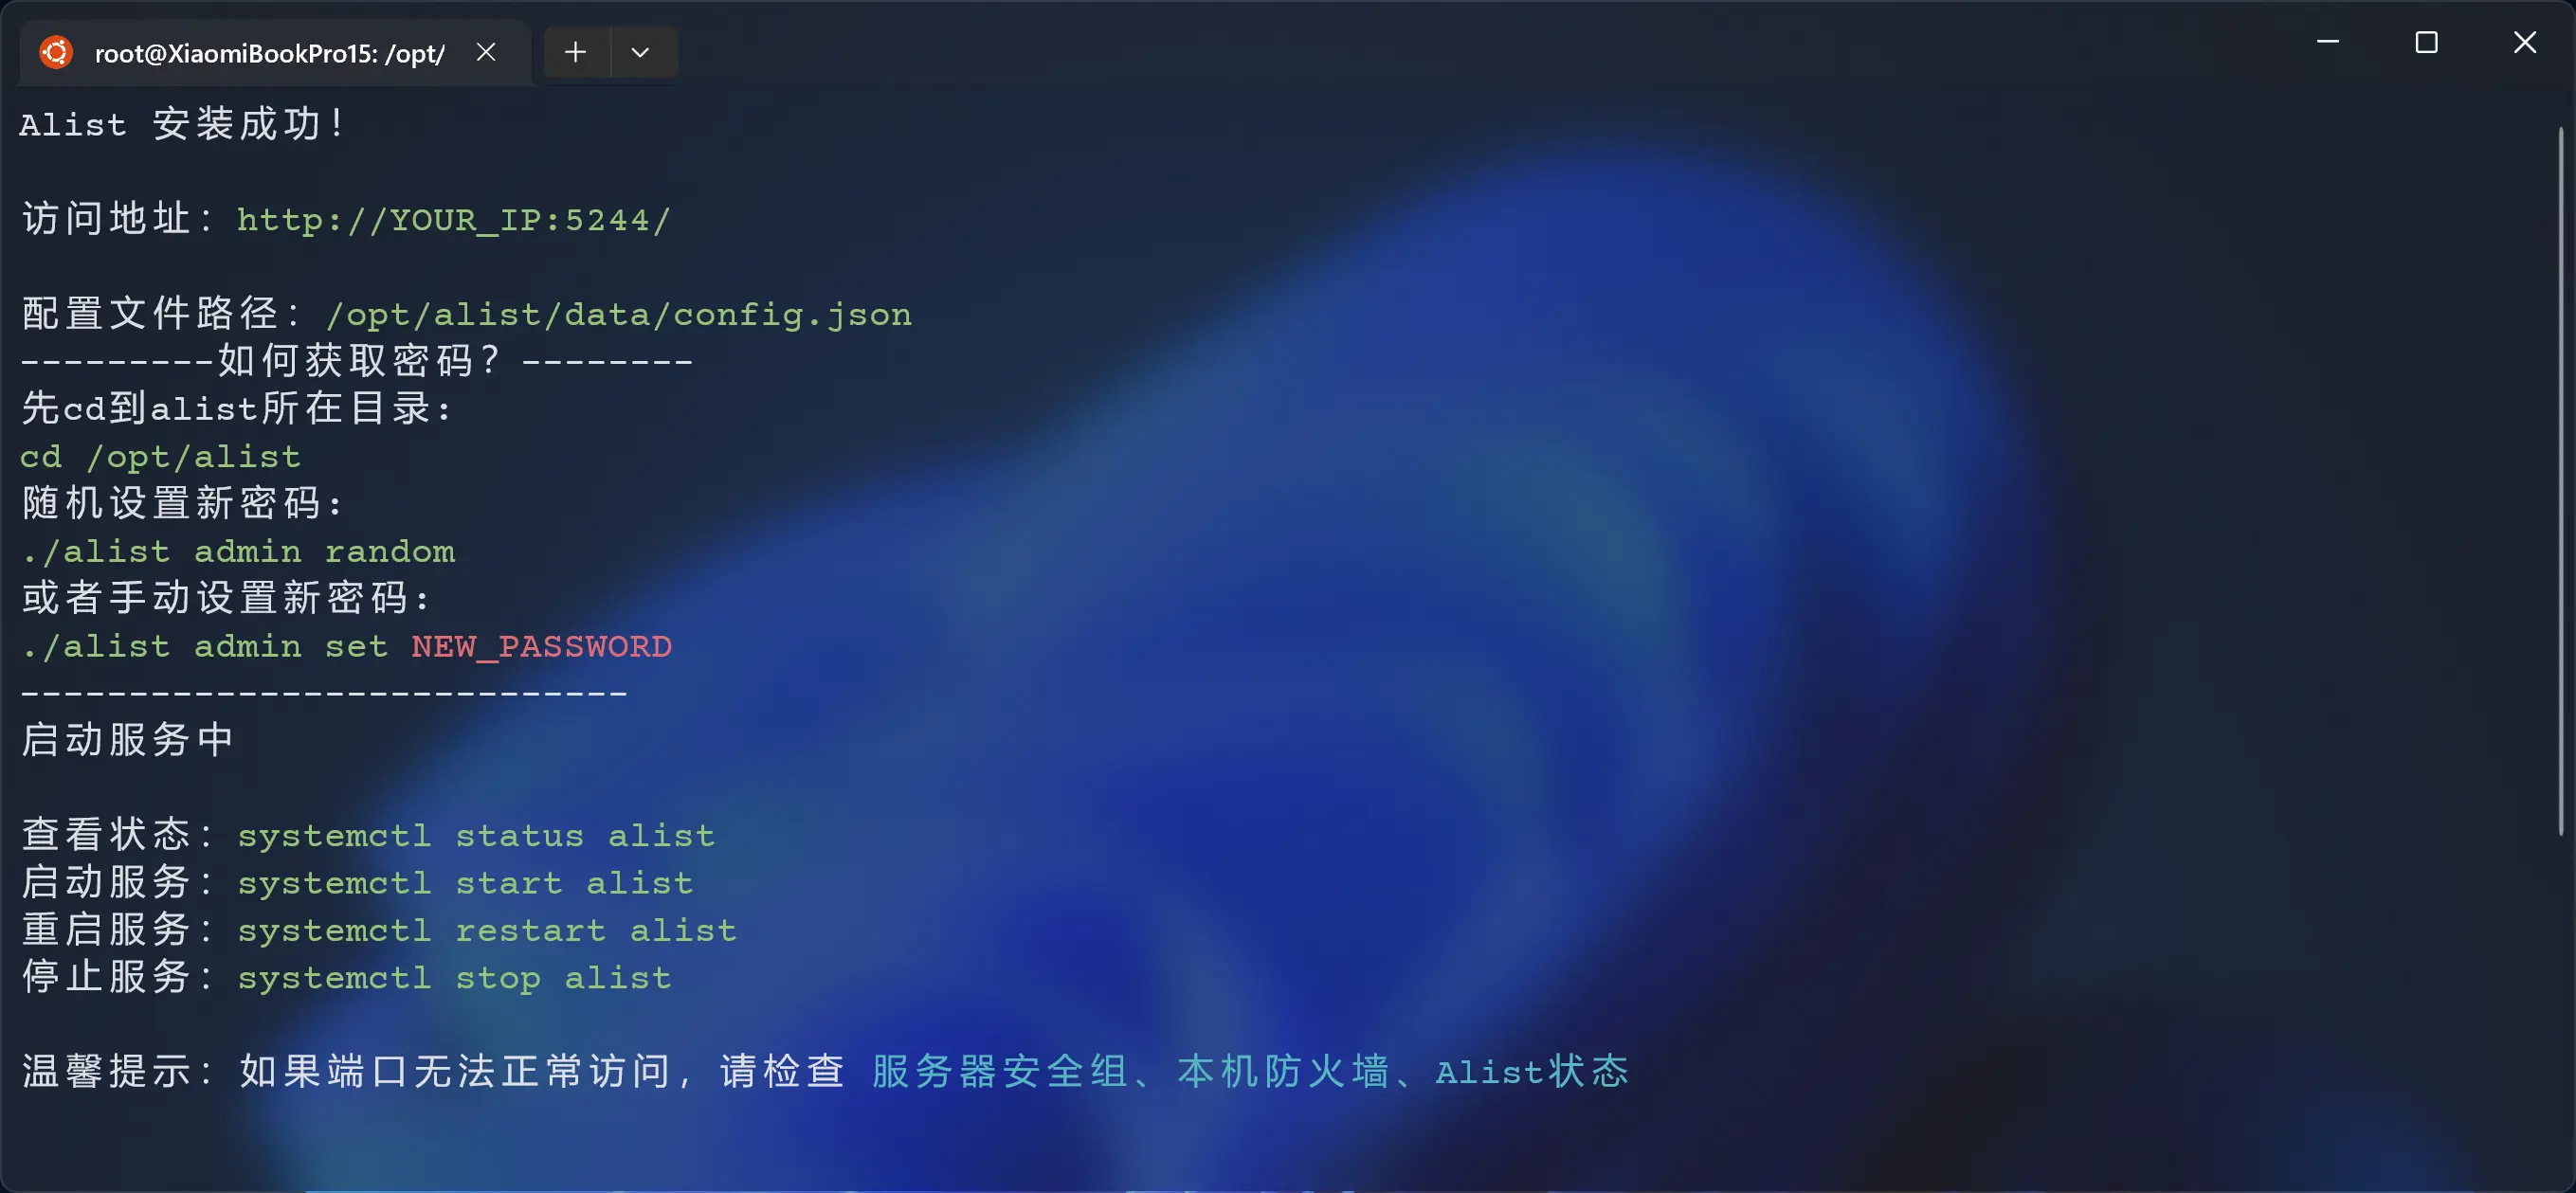 root@XiaomiBookPro15: /opt/
Alist 安装成功！
访问地址：http://YOUR_IP:5244/
配置文件路径：/opt/alist/data/config.json
---------如何获取密码？--------
先cd到alist所在目录:
cd /opt/alist
随机设置新密码:
./alist admin random
或者手动设置新密码:
./alist admin set NEW_PASSWORD
----------------------------
启动服务中
查看状态：systemctl status alist
启动服务：systemctl start alist
重启服务：systemctl restart alist
停止服务：systemctl stop alist
温馨提示：如果端口无法正常访问，请检查 服务器安全组、本机防火墙、Alist状态